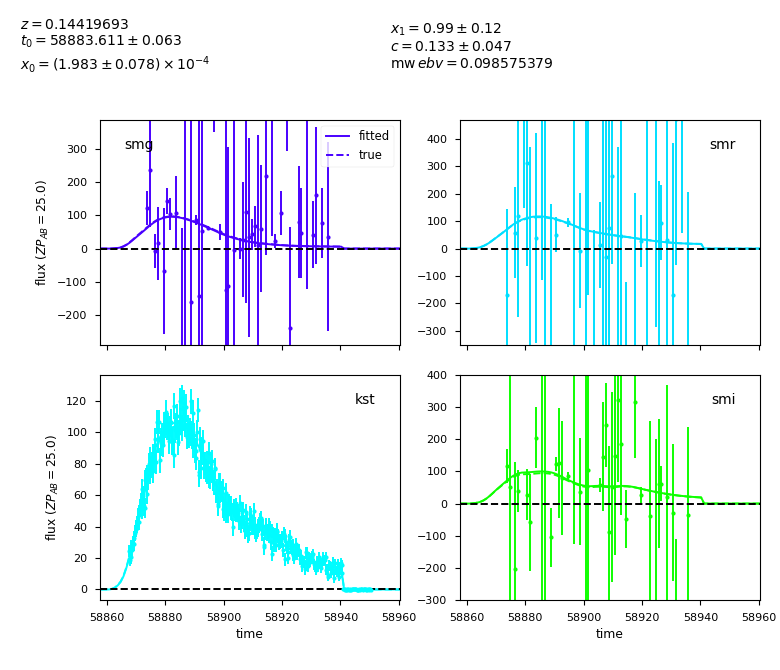 z = 0.14419693
t₀ = 58883.611 ± 0.063
x₀ = (1.983 ± 0.078) × 10⁻⁴
x₁ = 0.99 ± 0.12
c = 0.133 ± 0.047
mw ebv = 0.098575379
smg
fitted
true
flux (ZP_AB = 25.0)
300
200
100
0
−100
−200
smr
400
300
200
100
0
−100
−200
−300
kst
flux (ZP_AB = 25.0)
120
100
80
60
40
20
0
58860 58880 58900 58920 58940 58960
time
smi
400
300
200
100
0
−100
−200
−300
58860 58880 58900 58920 58940 58960
time